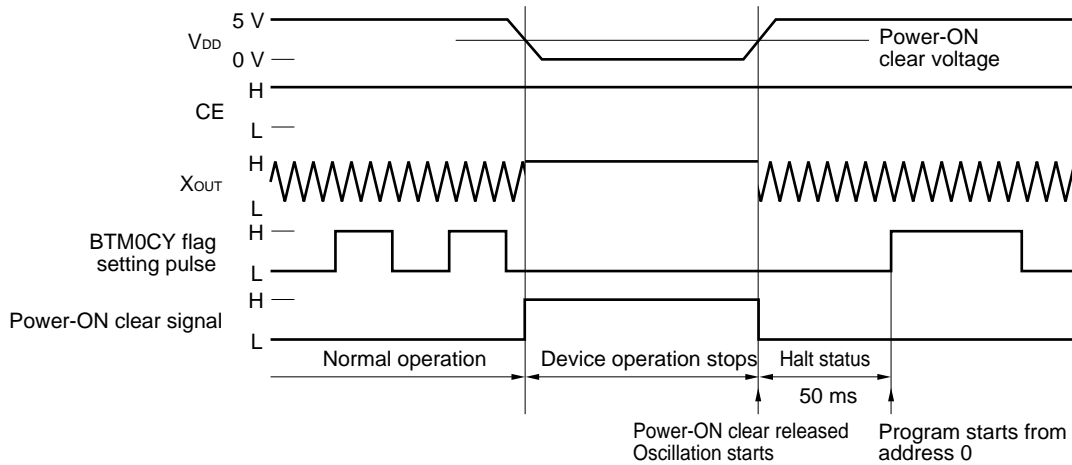 5 V
VDD
0 V
Power-ON
clear voltage
H
CE
L
H
XOUT
L
BTM0CY flag
setting pulse
H
L
Power-ON clear signal
H
L
Normal operation
Device operation stops
Halt status
50 ms
Power-ON clear released
Oscillation starts
Program starts from
address 0